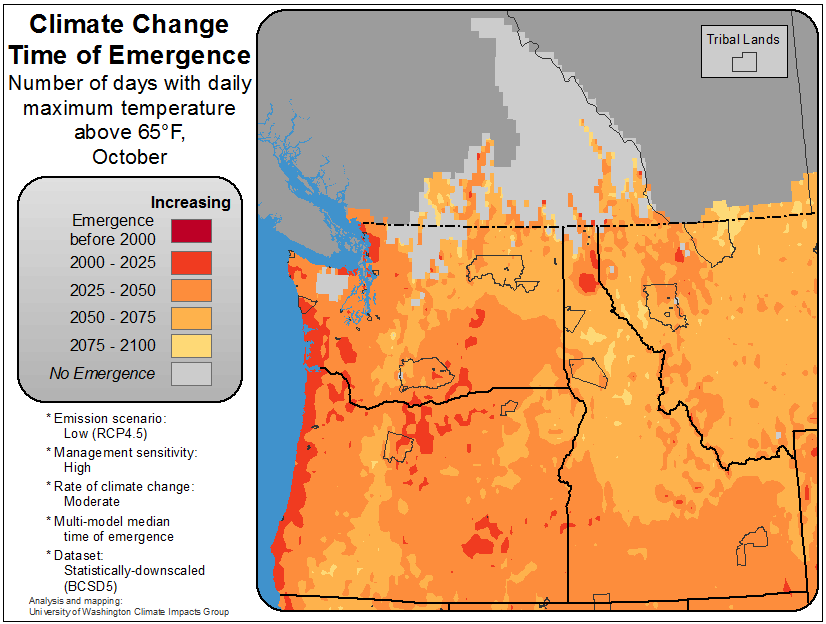 Climate Change
Time of Emergence
Number of days with daily
maximum temperature
above 65°F,
October
Tribal Lands
Increasing
Emergence
before 2000
2000 - 2025
2025 - 2050
2050 - 2075
2075 - 2100
No Emergence
* Emission scenario:
Low (RCP4.5)
* Management sensitivity:
High
* Rate of climate change:
Moderate
* Multi-model median
time of emergence
* Dataset:
Statistically-downscaled
(BCSD5)
Analysis and mapping:
University of Washington Climate Impacts Group